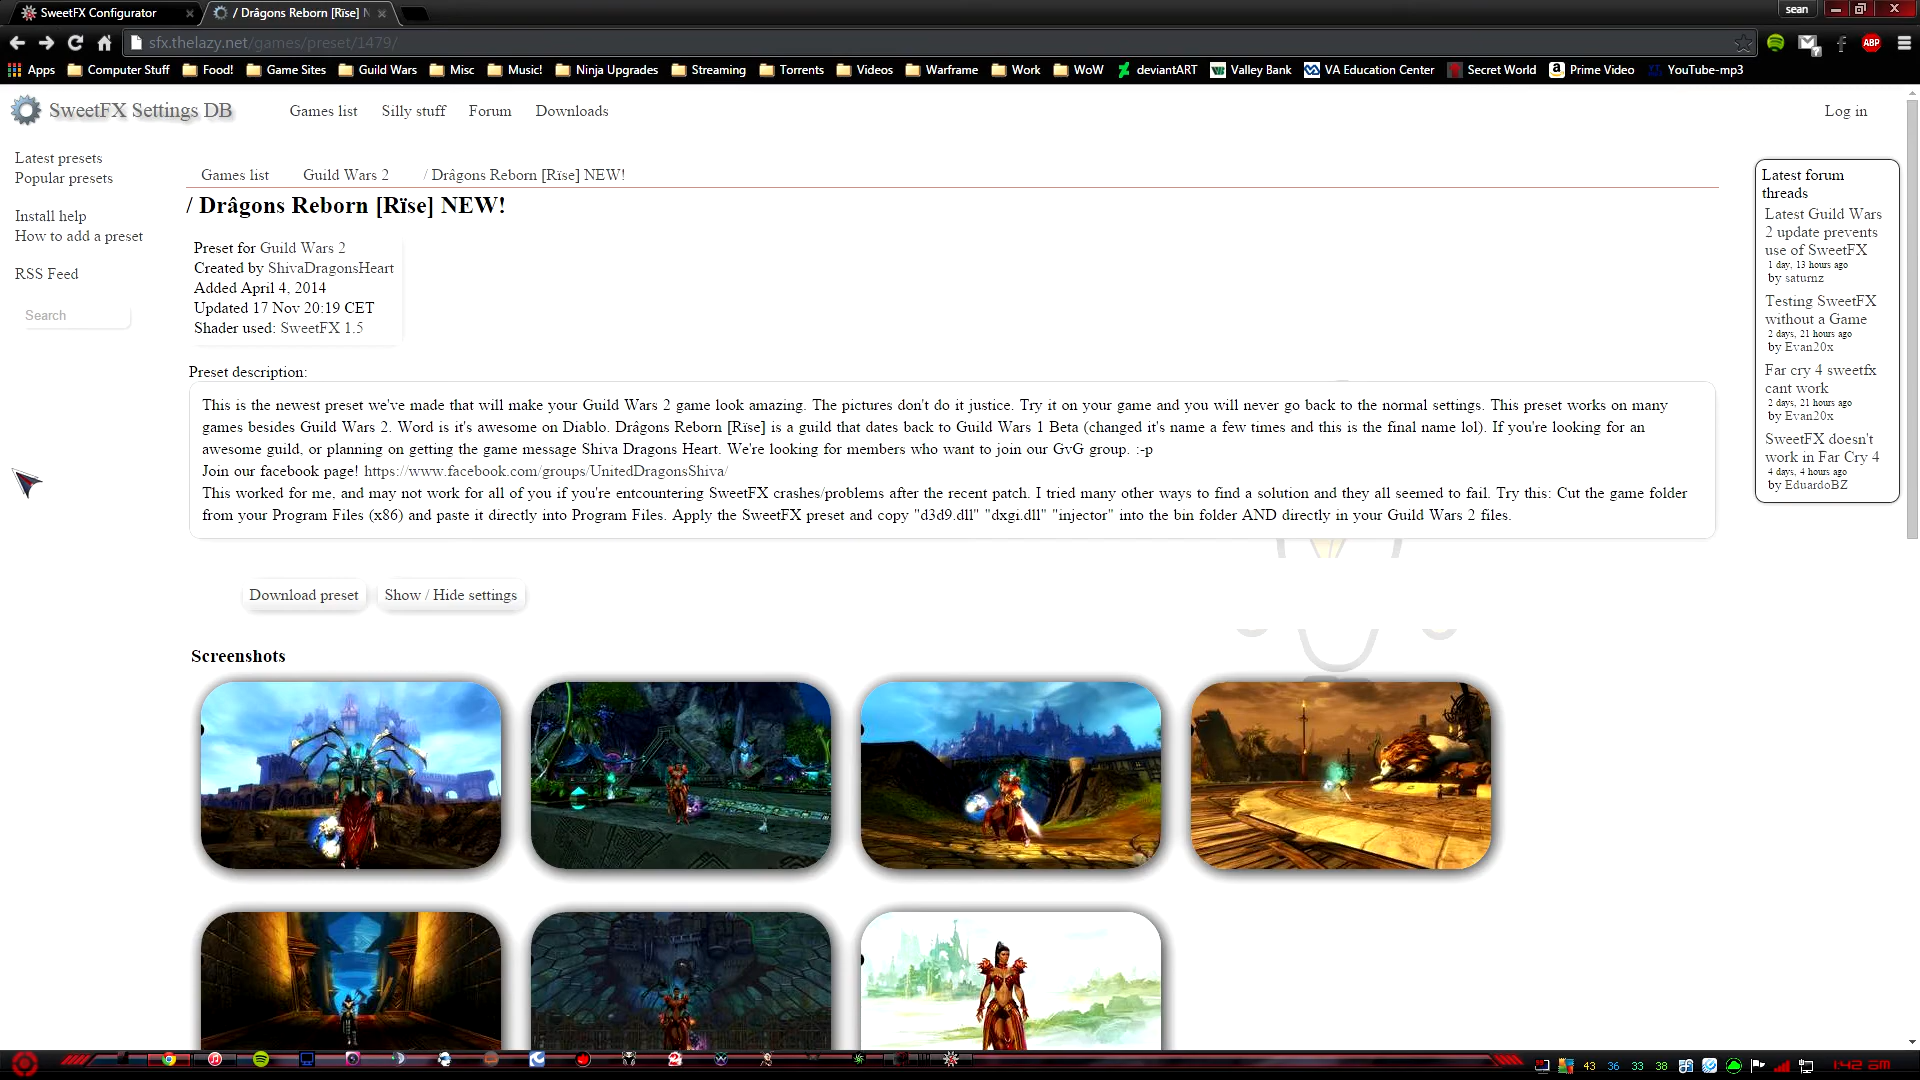 SweetFX Configurator
/ Drâgons Reborn [Rïse] N
sean
sfx.thelazy.net/games/preset/1479/
ABP
Apps
Computer Stuff
Food!
Game Sites
Guild Wars
Misc
Music!
Ninja Upgrades
Streaming
Torrents
Videos
Warframe
Work
WoW
deviantART
Valley Bank
VA Education Center
Secret World
Prime Video
YouTube-mp3
SweetFX Settings DB
Games list
Silly stuff
Forum
Downloads
Log in
Latest presets
Popular presets
Install help
How to add a preset
RSS Feed
Search
Games list
Guild Wars 2
/ Drâgons Reborn [Rïse] NEW!
/ Drâgons Reborn [Rïse] NEW!
Preset for Guild Wars 2
Created by ShivaDragonsHeart
Added April 4, 2014
Updated 17 Nov 20:19 CET
Shader used: SweetFX 1.5
Preset description:
This is the newest preset we've made that will make your Guild Wars 2 game look amazing. The pictures don't do it justice. Try it on your game and you will never go back to the normal settings. This preset works on many
games besides Guild Wars 2. Word is it's awesome on Diablo. Drâgons Reborn [Rïse] is a guild that dates back to Guild Wars 1 Beta (changed it's name a few times and this is the final name lol). If you're looking for an
awesome guild, or planning on getting the game message Shiva Dragons Heart. We're looking for members who want to join our GvG group. :-p
Join our facebook page! https://www.facebook.com/groups/UnitedDragonsShiva/
This worked for me, and may not work for all of you if you're entcountering SweetFX crashes/problems after the recent patch. I tried many other ways to find a solution and they all seemed to fail. Try this: Cut the game folder
from your Program Files (x86) and paste it directly into Program Files. Apply the SweetFX preset and copy "d3d9.dll" "dxgi.dll" "injector" into the bin folder AND directly in your Guild Wars 2 files.
Download preset
Show / Hide settings
Screenshots
Latest forum
threads
Latest Guild Wars
2 update prevents
use of SweetFX
1 day, 13 hours ago
by saturnz
Testing SweetFX
without a Game
2 days, 21 hours ago
by Evan20x
Far cry 4 sweetfx
cant work
2 days, 21 hours ago
by Evan20x
SweetFX doesn't
work in Far Cry 4
4 days, 4 hours ago
by EduardoBZ
43
36
33
38
1:42 am